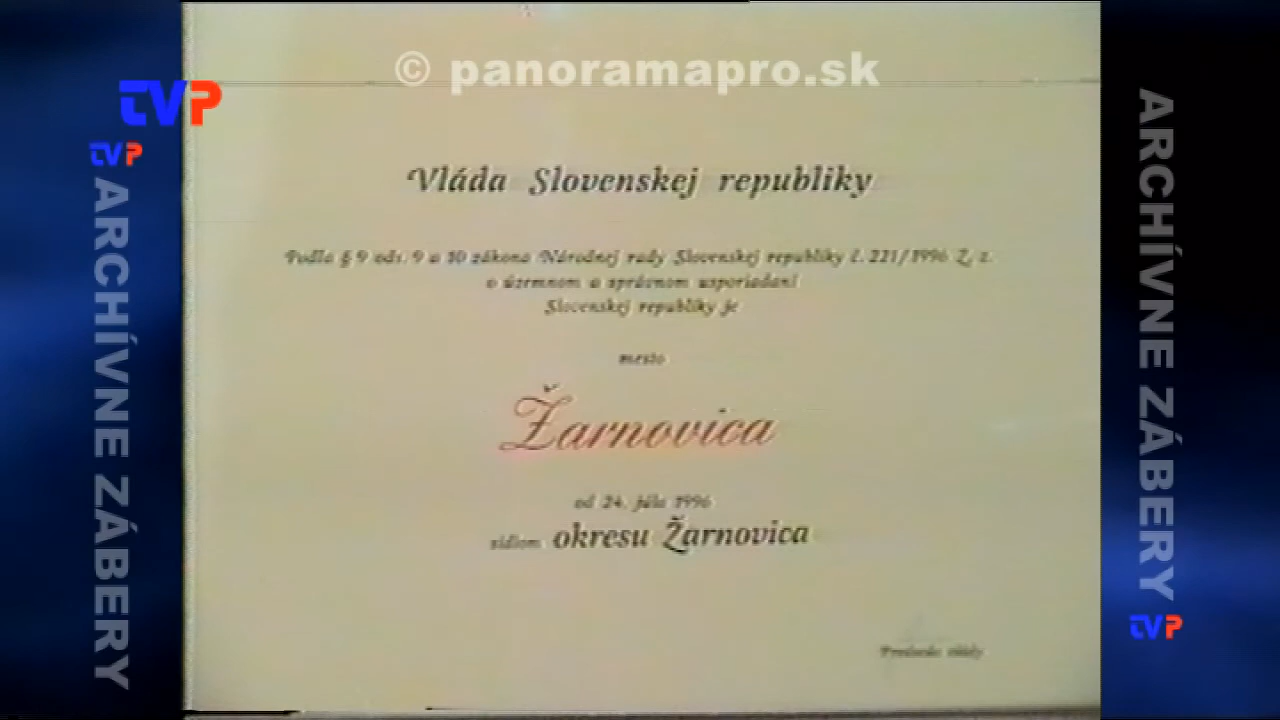 © panoramapro.sk
TVP
TVP ARCHÍVNE ZÁBERY
Vláda Slovenskej republiky
Podľa § 9 ods. 9 a 10 zákona Národnej rady Slovenskej republiky č. 221/1996 Z. z.
o územnom a správnom usporiadaní
Slovenskej republiky je
mesto
Žarnovica
od 24. júla 1996
sídlom okresu Žarnovica
Predseda vlády
ARCHÍVNE ZÁBERY TVP